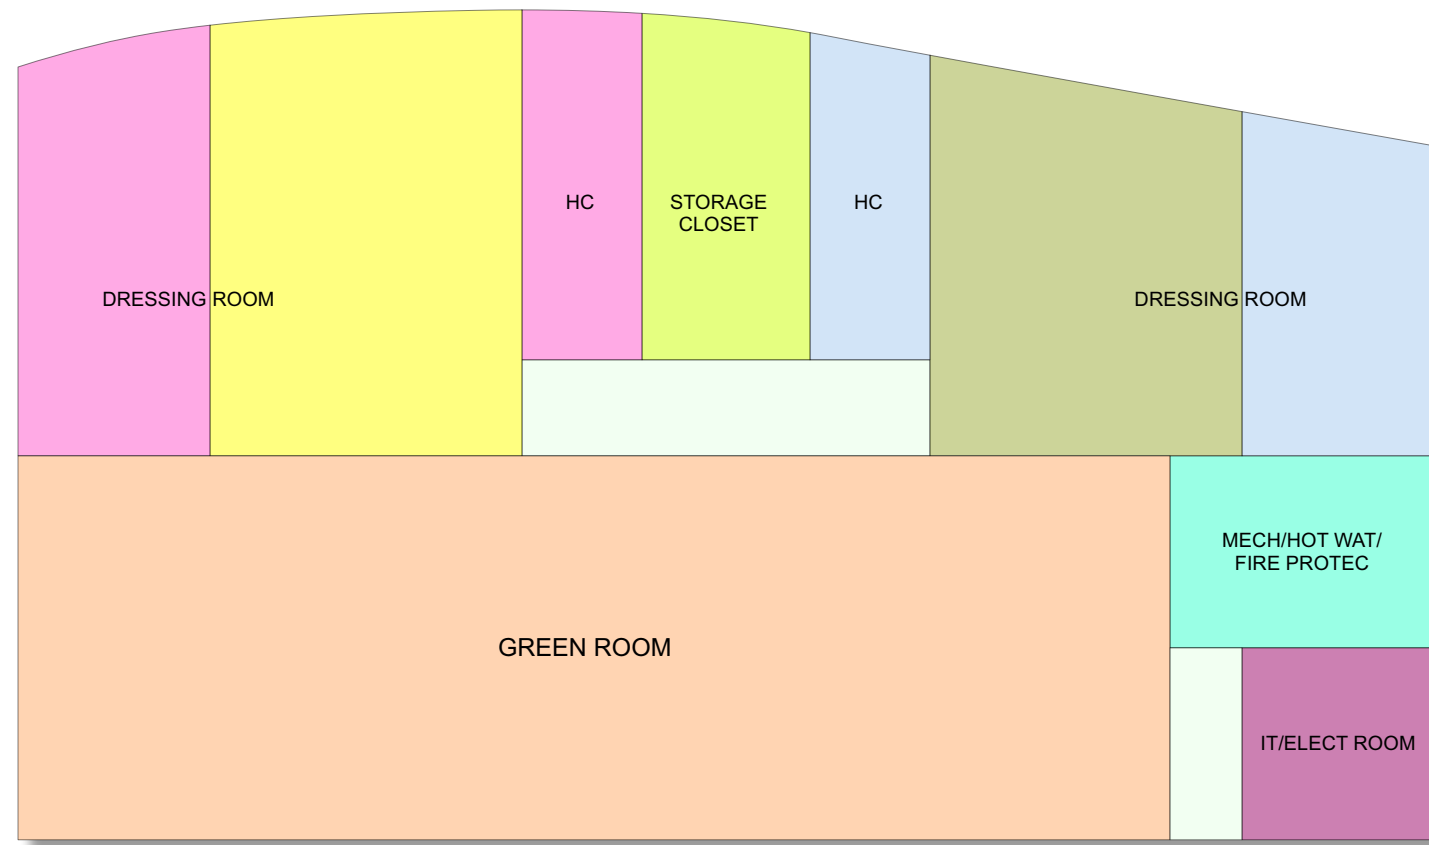 HC
STORAGE
CLOSET
HC
DRESSING ROOM
DRESSING ROOM
MECH/HOT WAT/
FIRE PROTEC
GREEN ROOM
IT/ELECT ROOM